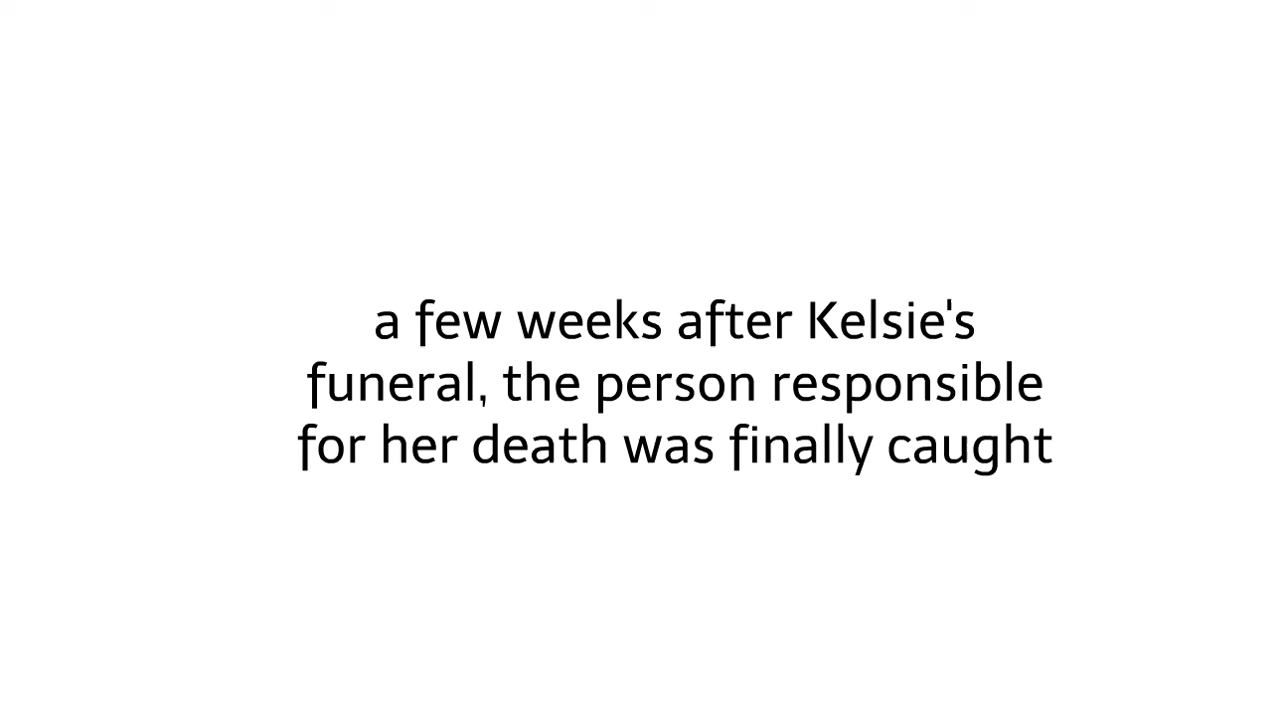 a few weeks after Kelsie's
funeral, the person responsible
for her death was finally caught